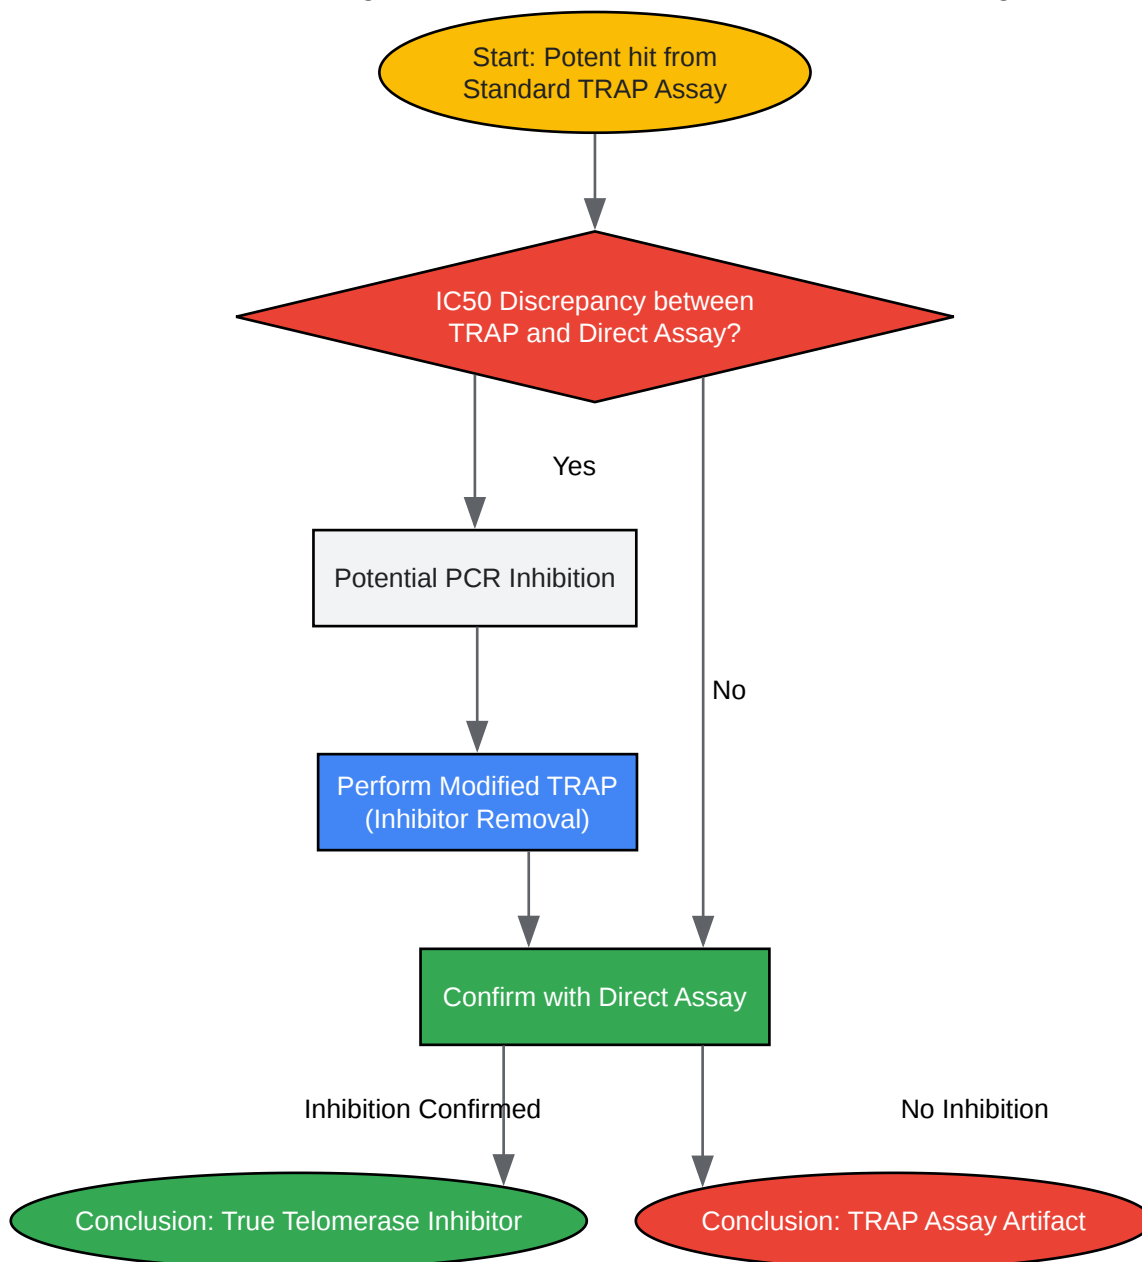 Start: Potent hit from
Standard TRAP Assay
IC50 Discrepancy between
TRAP and Direct Assay?
Yes
Potential PCR Inhibition
No
Perform Modified TRAP
(Inhibitor Removal)
Confirm with Direct Assay
Inhibition Confirmed
No Inhibition
Conclusion: True Telomerase Inhibitor
Conclusion: TRAP Assay Artifact